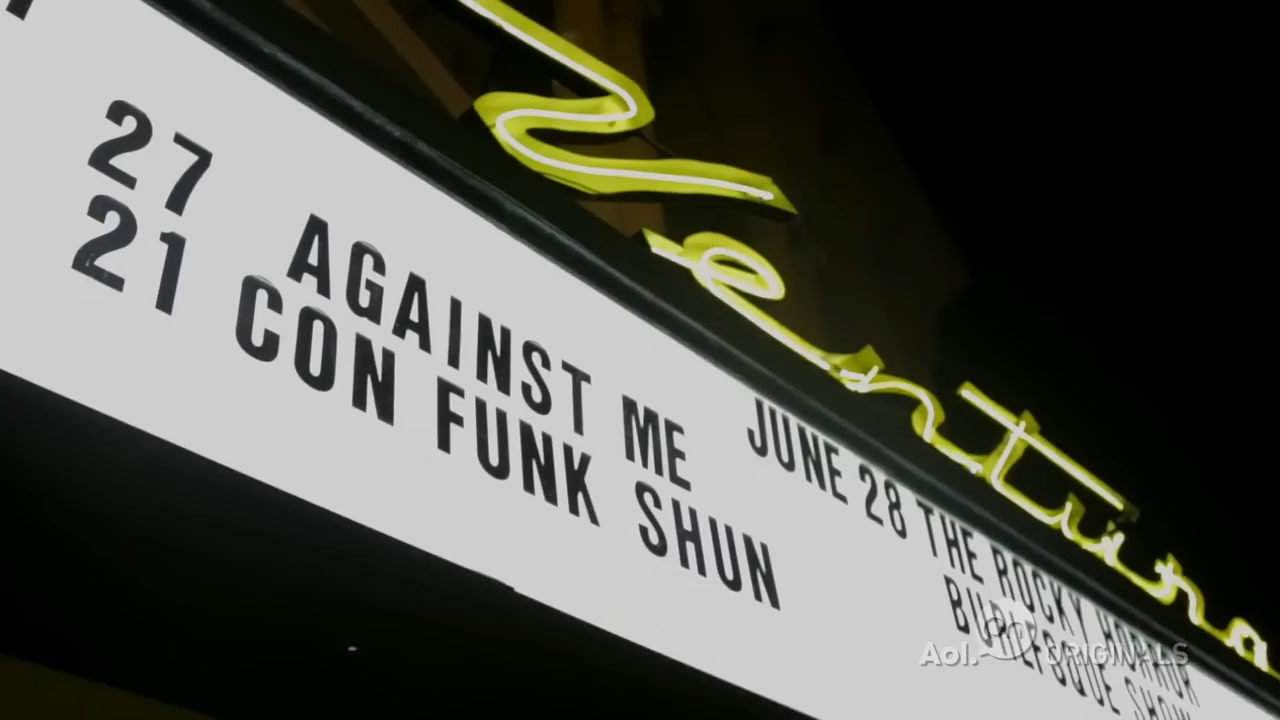 Ventura
27 AGAINST ME
21 CON FUNK SHUN
JUNE 28 THE ROCKY HORROR
BURLESQUE SHOW
Aol. ORIGINALS